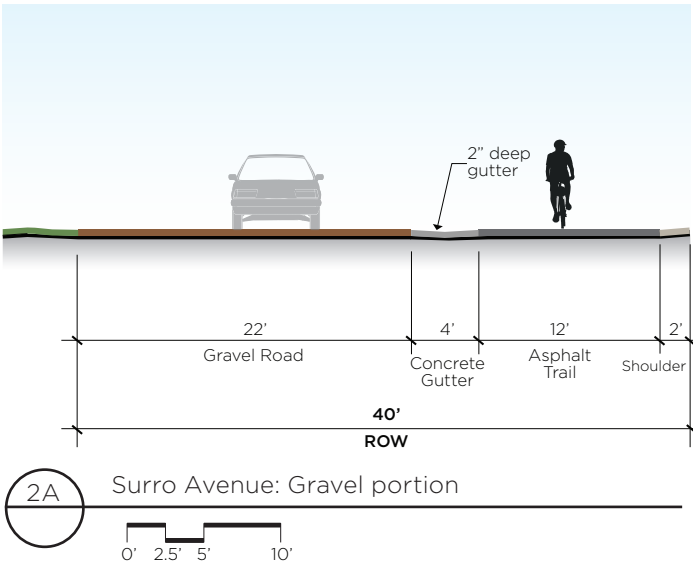 2” deep
gutter
22’
4’
12’
2’
Gravel Road
Concrete
Gutter
Asphalt
Trail
Shoulder
40’
ROW
2A
Surro Avenue: Gravel portion
0’ 2.5’ 5’ 10’